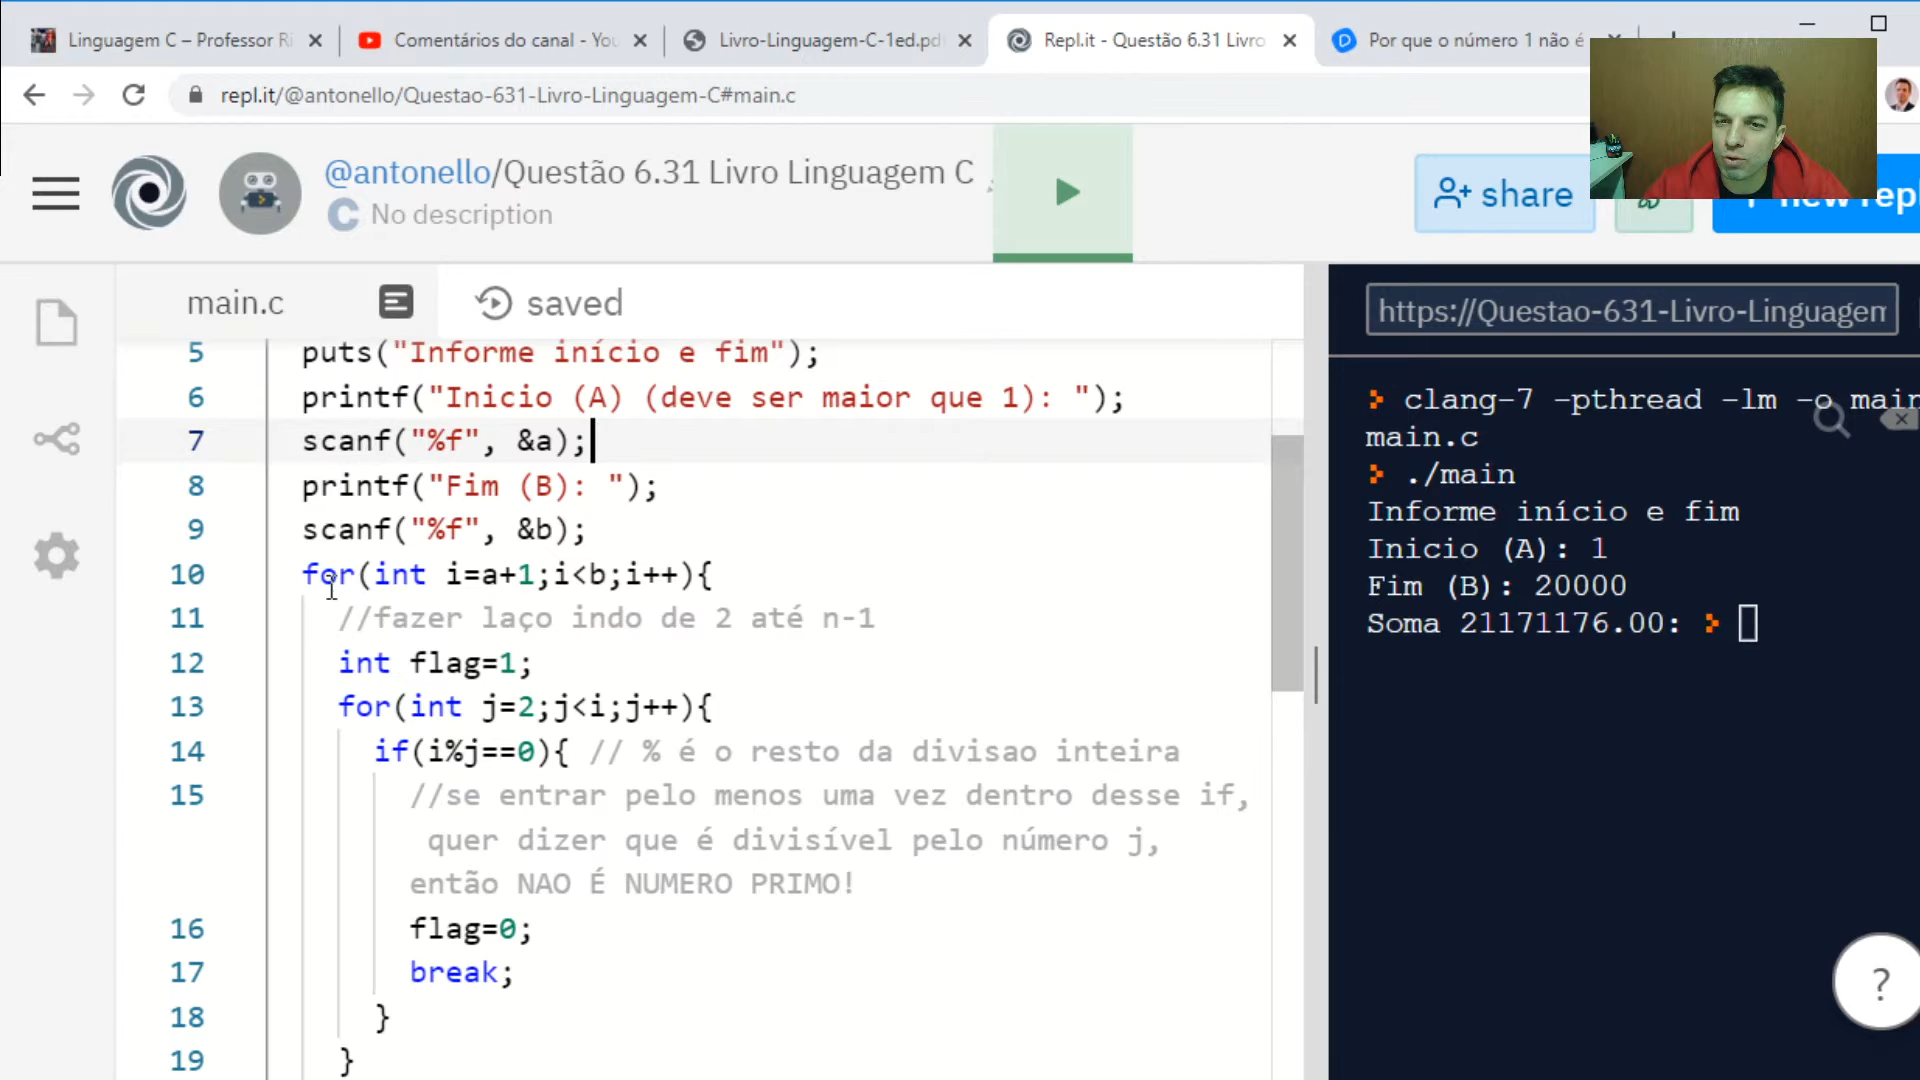 Linguagem C – Professor Ri
Comentários do canal - You
Livro-Linguagem-C-1ed.pd
Repl.it - Questão 6.31 Livro
Por que o número 1 não é
repl.it/@antonello/Questao-631-Livro-Linguagem-C#main.c
@antonello/Questão 6.31 Livro Linguagem C
No description
share
+ new repl
main.c
saved
https://Questao-631-Livro-Linguagem
5 puts("Informe início e fim");
6 printf("Inicio (A) (deve ser maior que 1): ");
7 scanf("%f", &a);
8 printf("Fim (B): ");
9 scanf("%f", &b);
10 for(int i=a+1;i<b;i++){
11 //fazer laço indo de 2 até n-1
12 int flag=1;
13 for(int j=2;j<i;j++){
14 if(i%j==0){ // % é o resto da divisao inteira
15 //se entrar pelo menos uma vez dentro desse if,
quer dizer que é divisível pelo número j,
então NAO É NUMERO PRIMO!
16 flag=0;
17 break;
18 }
19 }
clang-7 -pthread -lm -o main
main.c
./main
Informe início e fim
Inicio (A): 1
Fim (B): 20000
Soma 21171176.00:
?